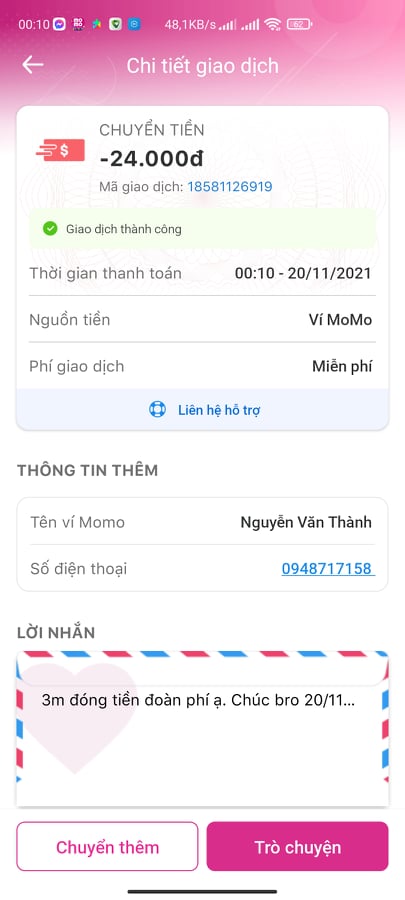 00:10 48,1KB/s 62
Chi tiết giao dịch
CHUYỂN TIỀN
-24.000đ
Mã giao dịch: 18581126919
Giao dịch thành công
Thời gian thanh toán 00:10 - 20/11/2021
Nguồn tiền Ví MoMo
Phí giao dịch Miễn phí
Liên hệ hỗ trợ
THÔNG TIN THÊM
Tên ví Momo Nguyễn Văn Thành
Số điện thoại 0948717158
LỜI NHẮN
3m đóng tiền đoàn phí ạ. Chúc bro 20/11...
Chuyển thêm Trò chuyện